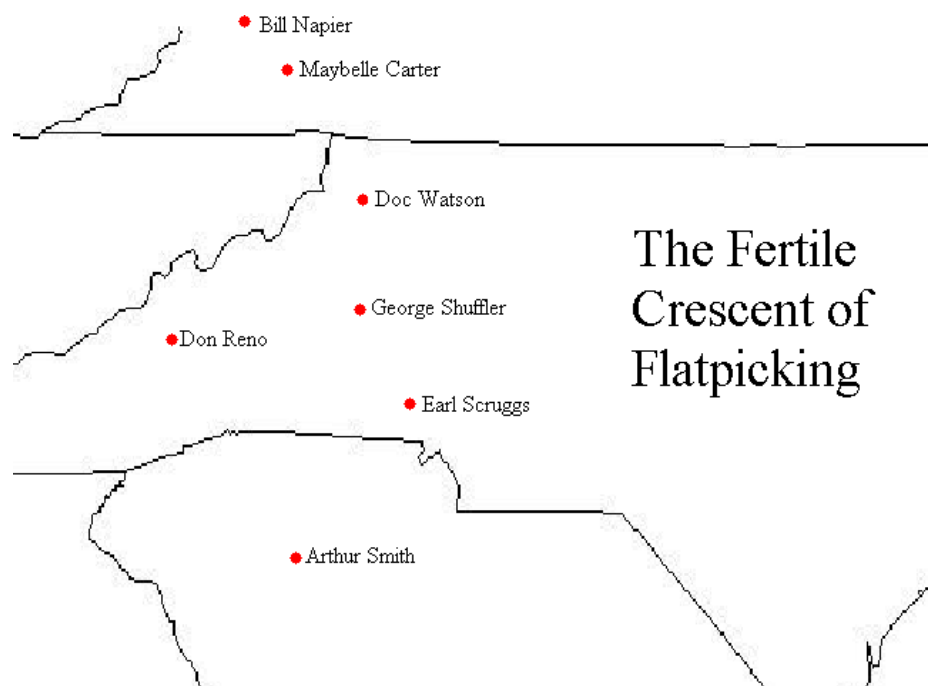 Bill Napier
Maybelle Carter
Doc Watson
The Fertile
Crescent of
Flatpicking
George Shuffler
Don Reno
Earl Scruggs
Arthur Smith